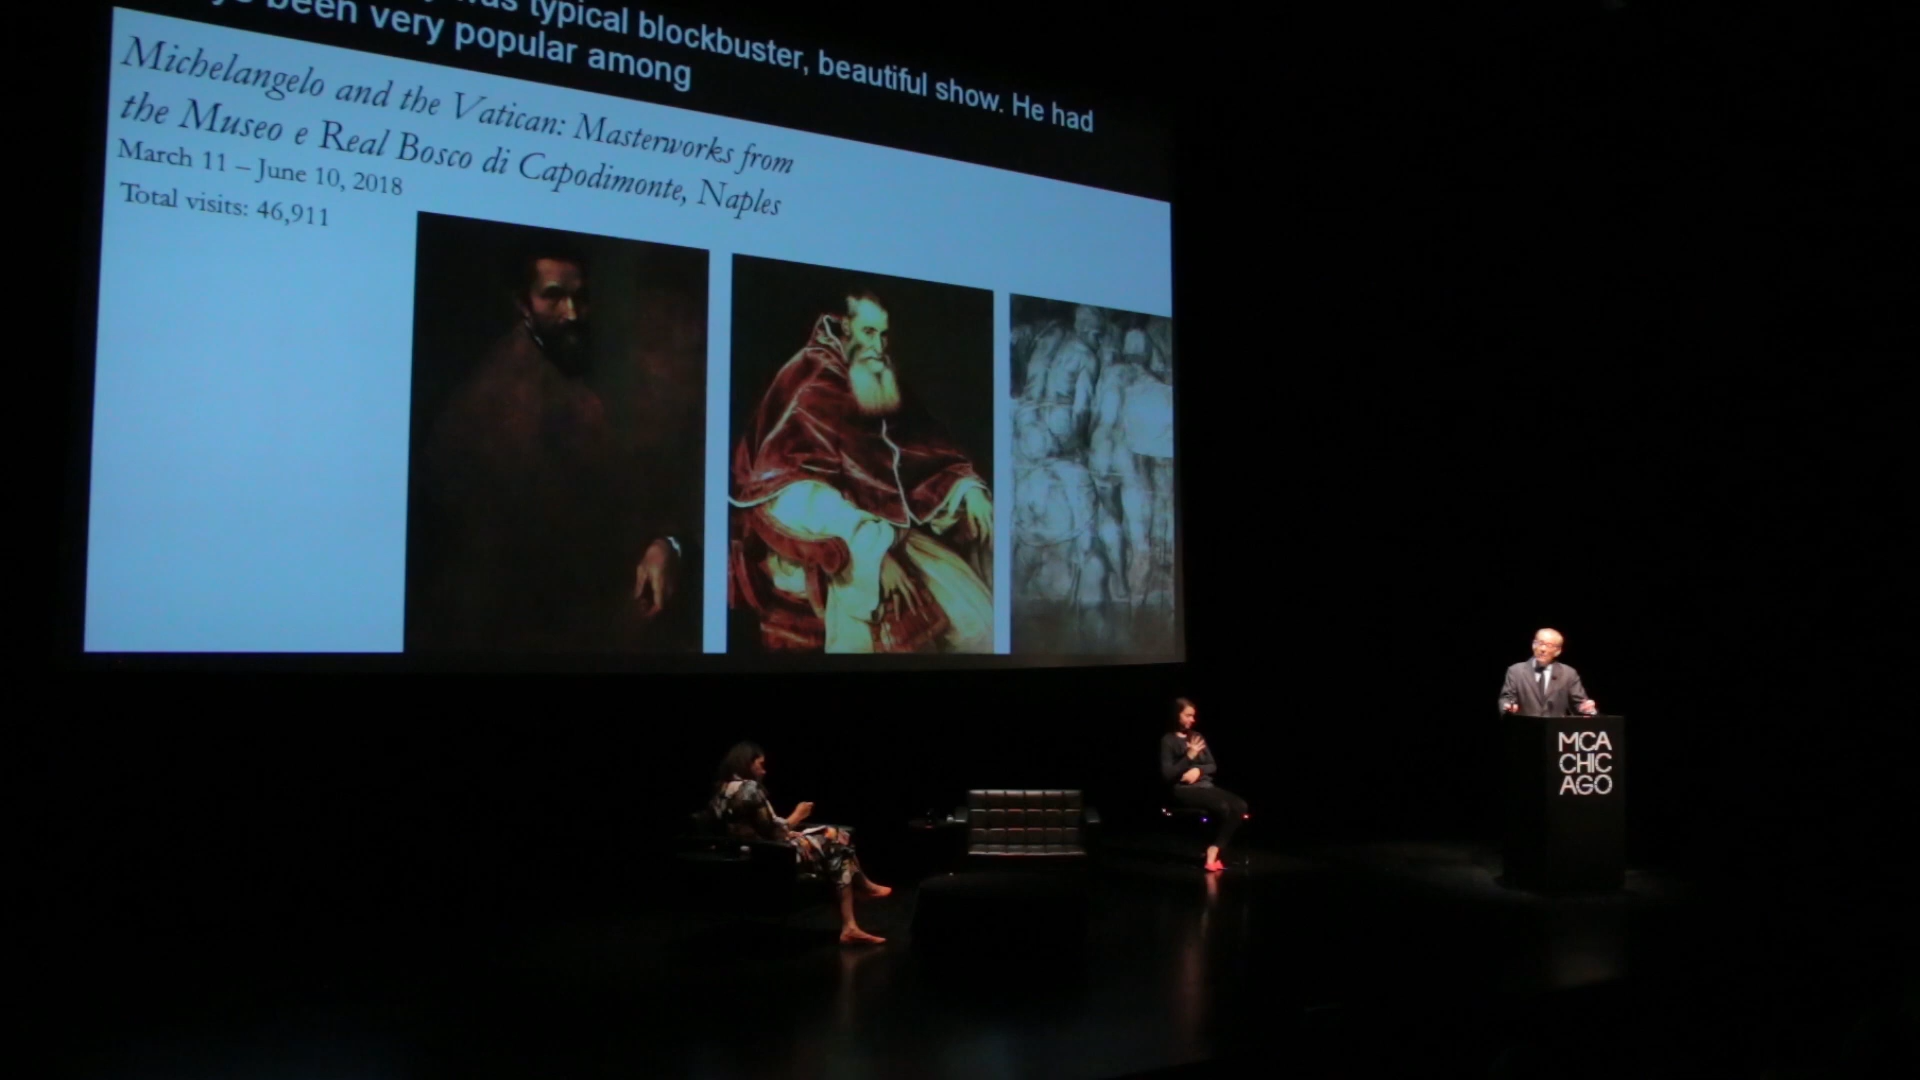 typical blockbuster, beautiful show. He had
been very popular among
Michelangelo and the Vatican: Masterworks from
the Museo e Real Bosco di Capodimonte, Naples
March 11 – June 10, 2018
Total visits: 46,911
MCA
CHIC
AGO